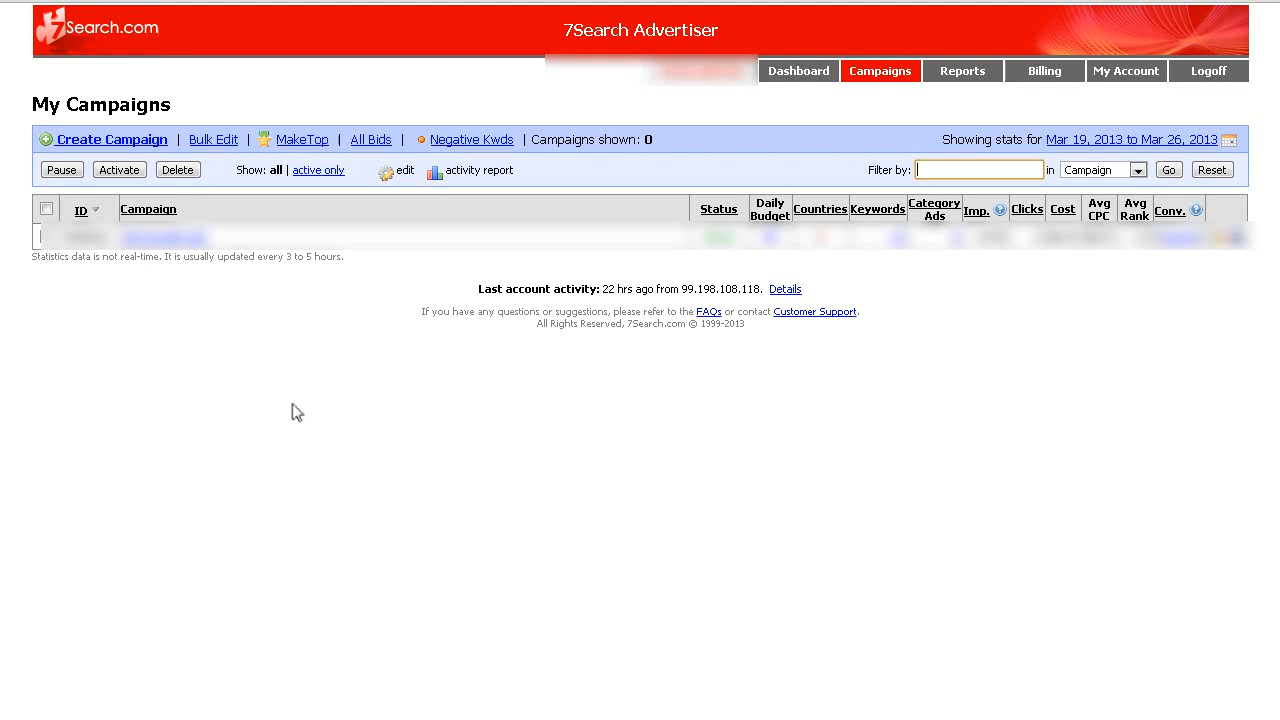 7Search.com
7Search Advertiser
Dashboard Campaigns Reports Billing My Account Logoff
My Campaigns
Create Campaign | Bulk Edit | MakeTop | All Bids | Negative Kwds | Campaigns shown: 0 Showing stats for Mar 19, 2013 to Mar 26, 2013
Pause Activate Delete Show: all | active only edit activity report Filter by: in Campaign Go Reset
ID Campaign Status Daily Budget Countries Keywords Category Ads Imp. Clicks Cost Avg CPC Avg Rank Conv.
Statistics data is not real-time. It is usually updated every 3 to 5 hours.
Last account activity: 22 hrs ago from 99.198.108.118. Details
If you have any questions or suggestions, please refer to the FAQs or contact Customer Support.
All Rights Reserved, 7Search.com © 1999-2013